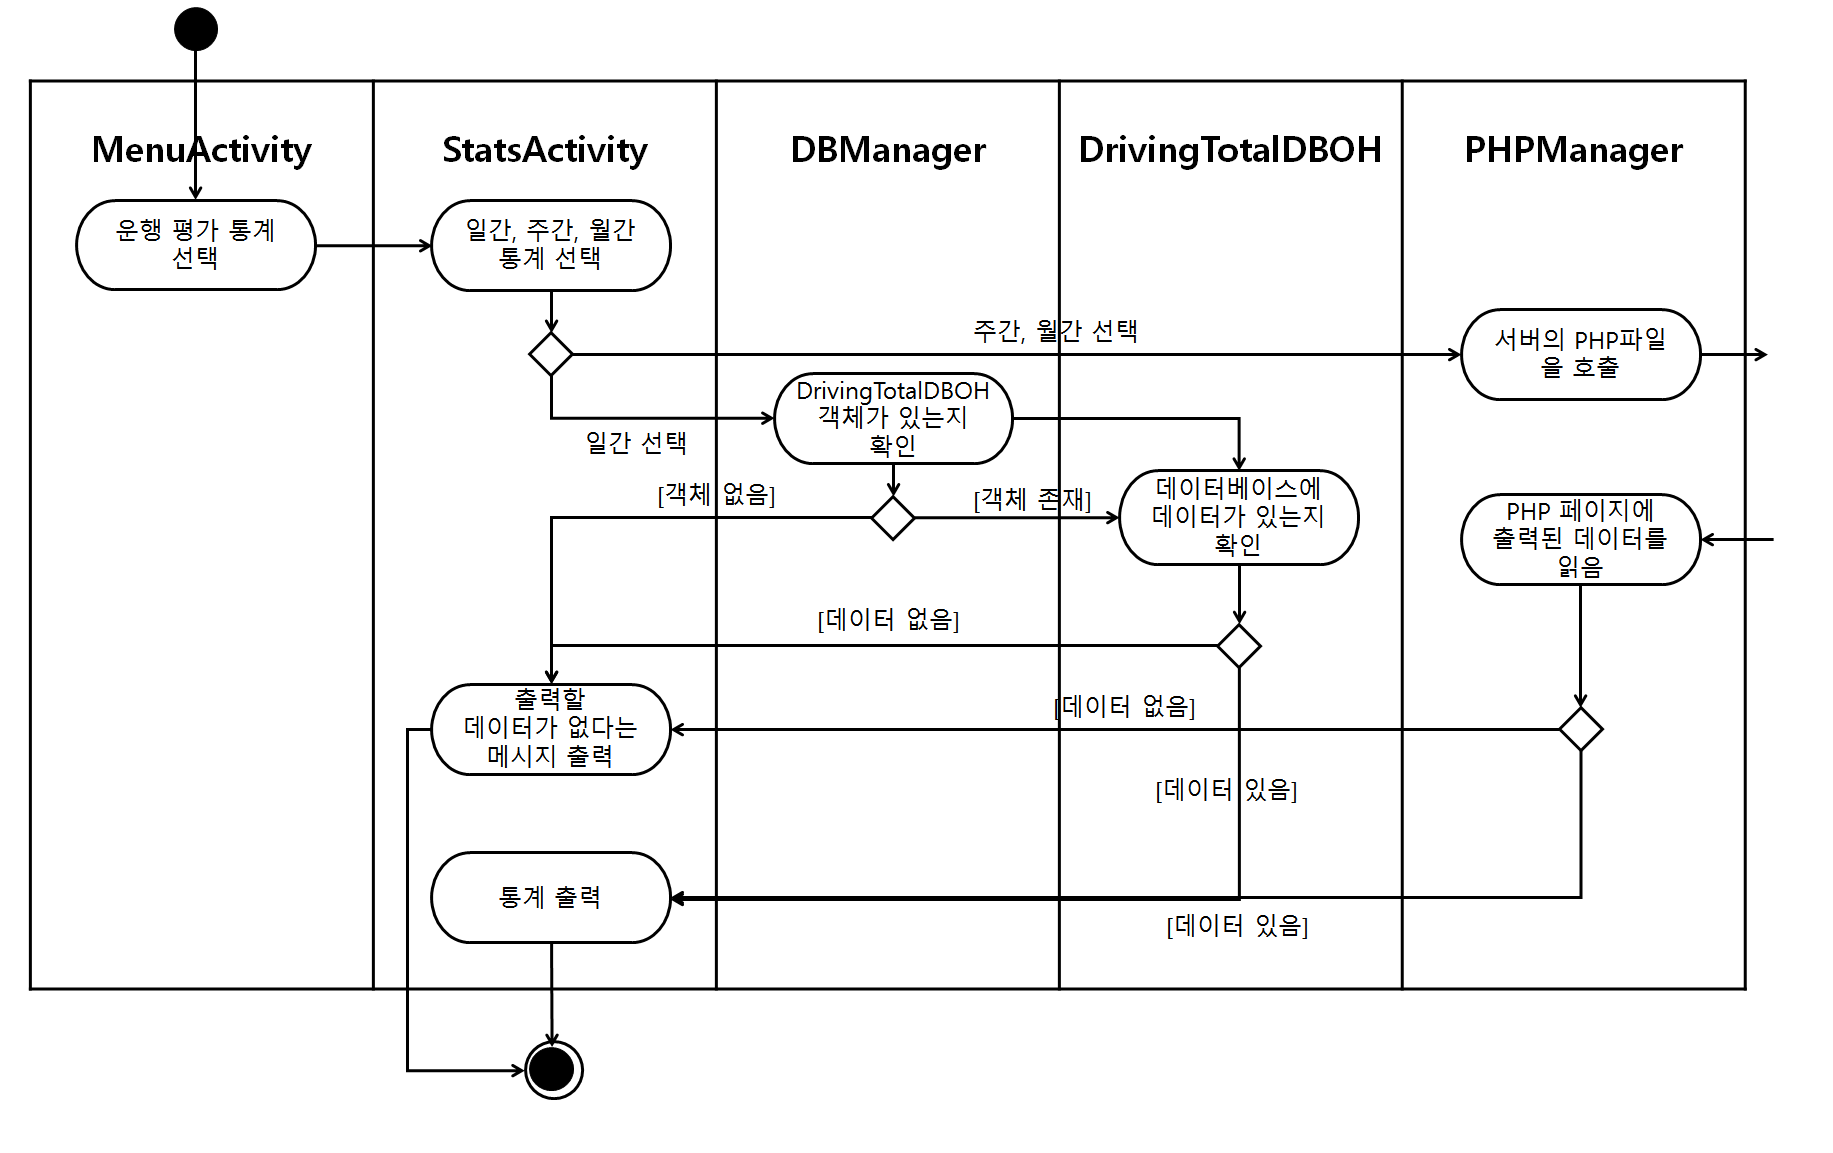 MenuActivity
StatsActivity
DBManager
DrivingTotalDBOH
PHPManager
운행 평가 통계
선택
일간, 주간, 월간
통계 선택
주간, 월간 선택
서버의 PHP파일
을 호출
DrivingTotalDBOH
객체가 있는지
확인
일간 선택
[객체 없음]
[객체 존재]
데이터베이스에
데이터가 있는지
확인
PHP 페이지에
출력된 데이터를
읽음
[데이터 없음]
출력할
데이터가 없다는
메시지 출력
[데이터 없음]
[데이터 있음]
통계 출력
[데이터 있음]